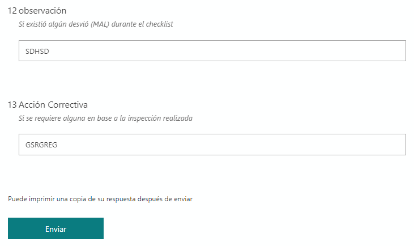 12 observación
Si existió algún desvió (MAL) durante el checklist
SDHSD
13 Acción Correctiva
Si se requiere alguna en base a la inspección realizada
GSRGREG
Puede imprimir una copia de su respuesta después de enviar
Enviar